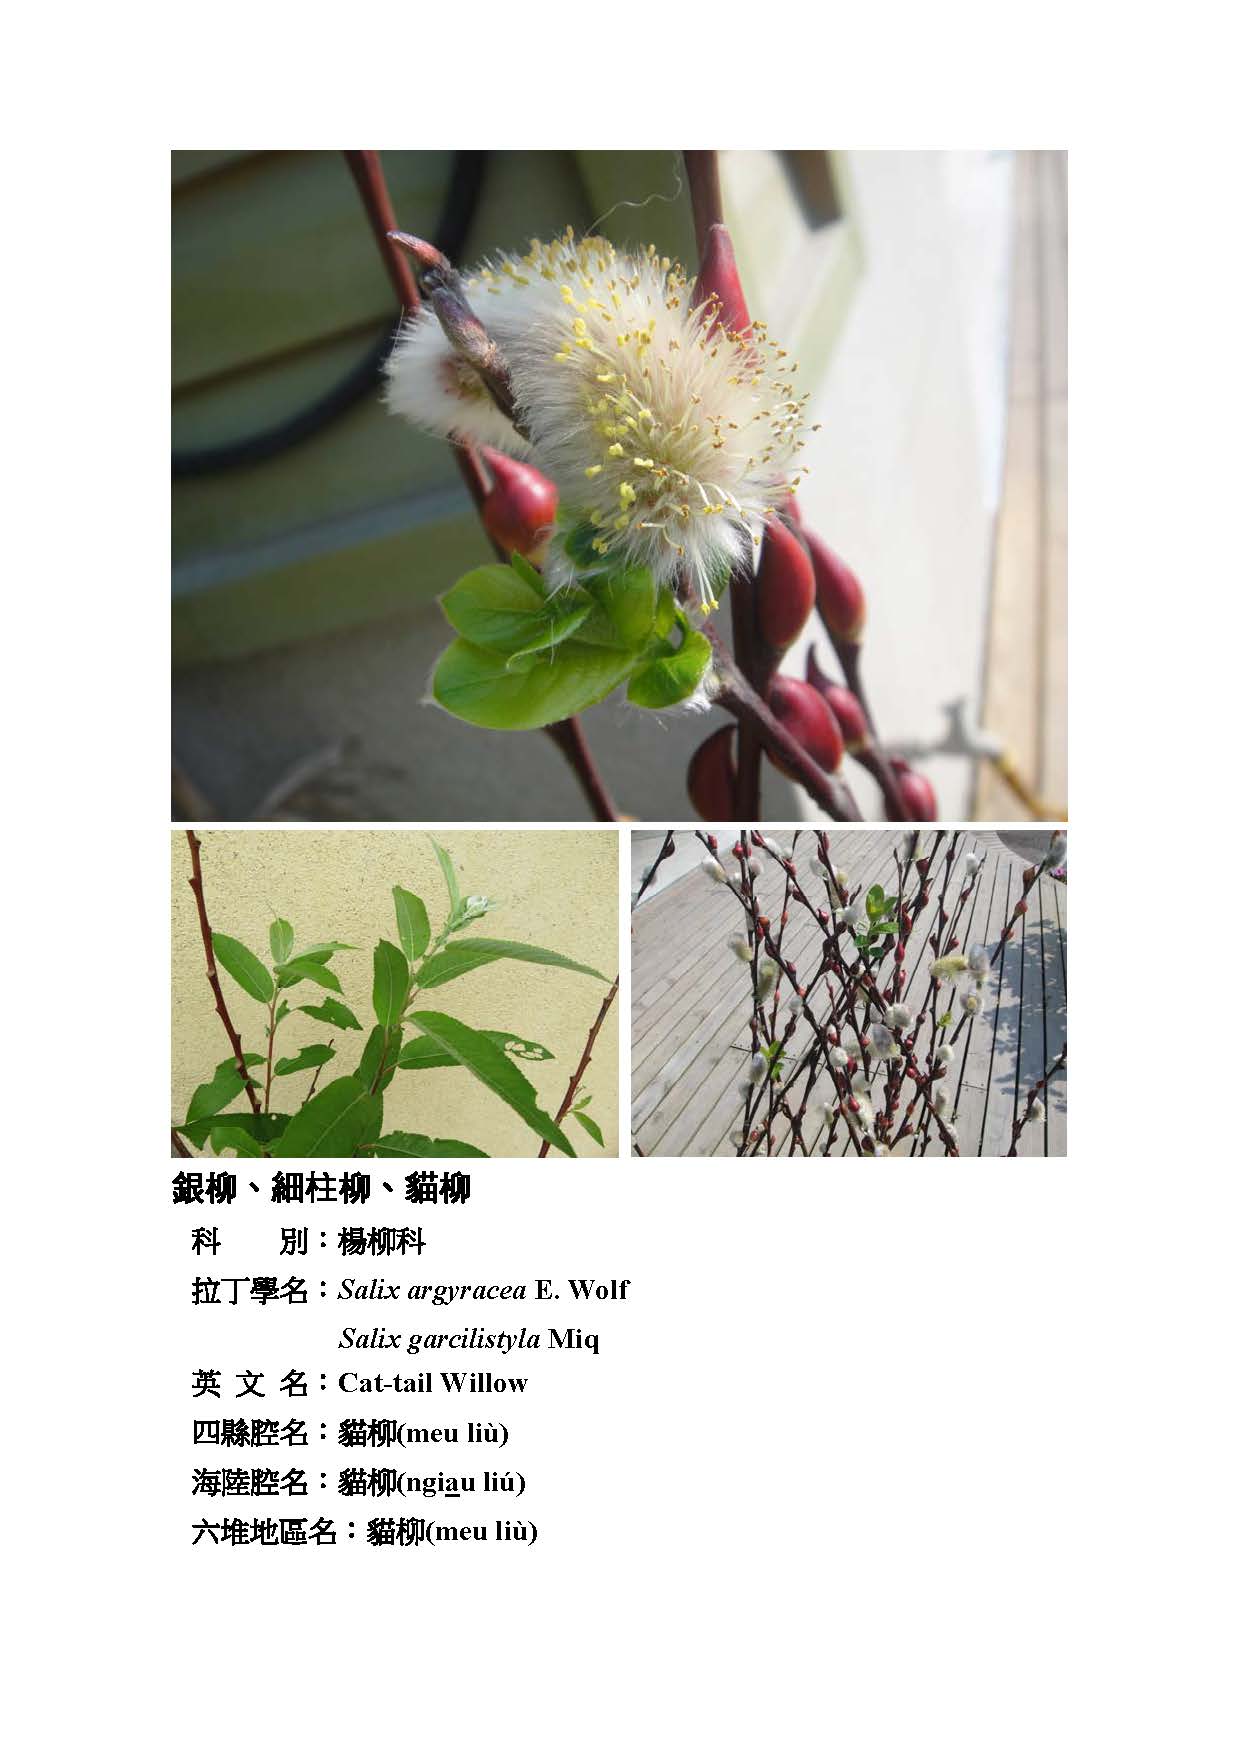 銀柳、細柱柳、貓柳
科　　別：楊柳科
拉丁學名：Salix argyracea E. Wolf
Salix garcilistyla Miq
英 文 名：Cat-tail Willow
四縣腔名：貓柳(meu liù)
海陸腔名：貓柳(ngiau liú)
六堆地區名：貓柳(meu liù)